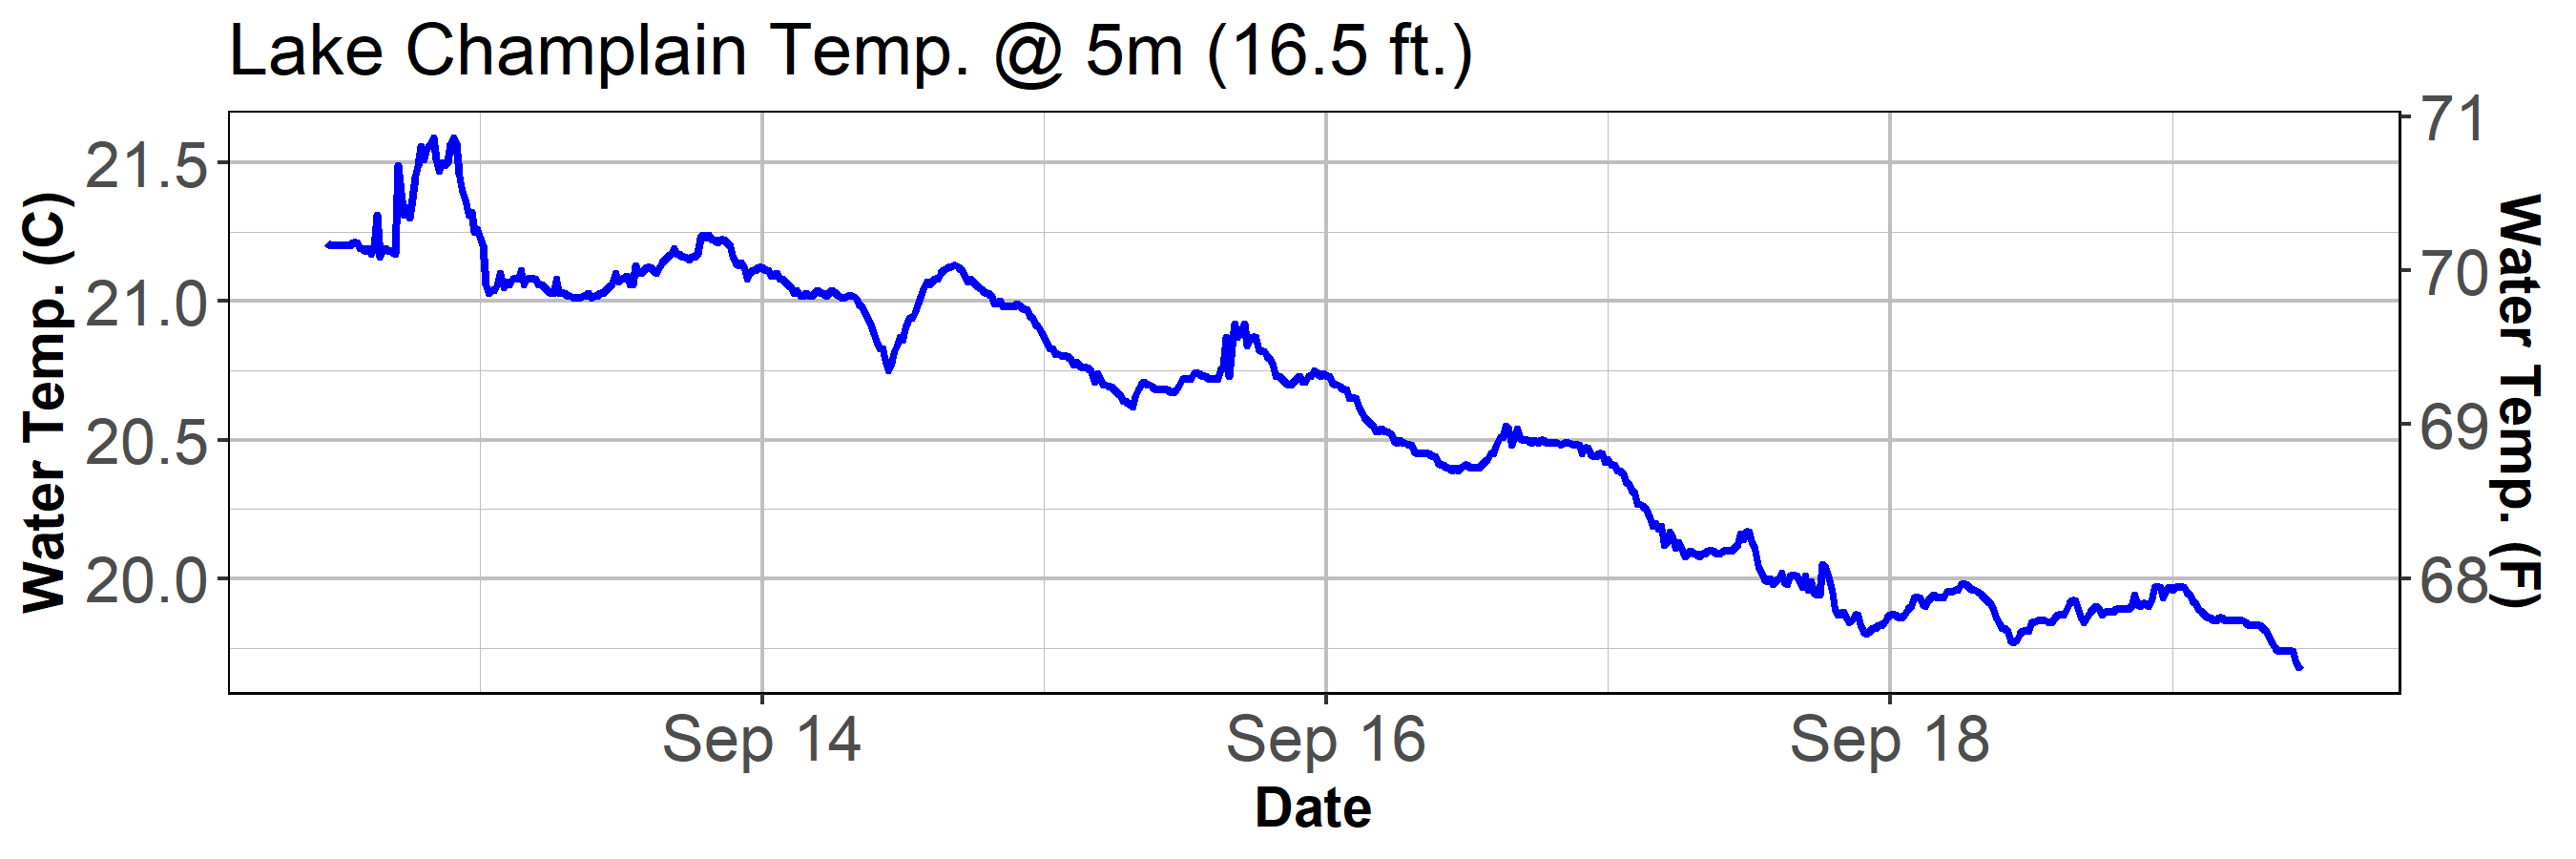 Lake Champlain Temp. @ 5m (16.5 ft.)
Water Temp. (C)
21.5
21.0
20.5
20.0
71
70
69
68
Water Temp. (F)
Sep 14
Sep 16
Sep 18
Date